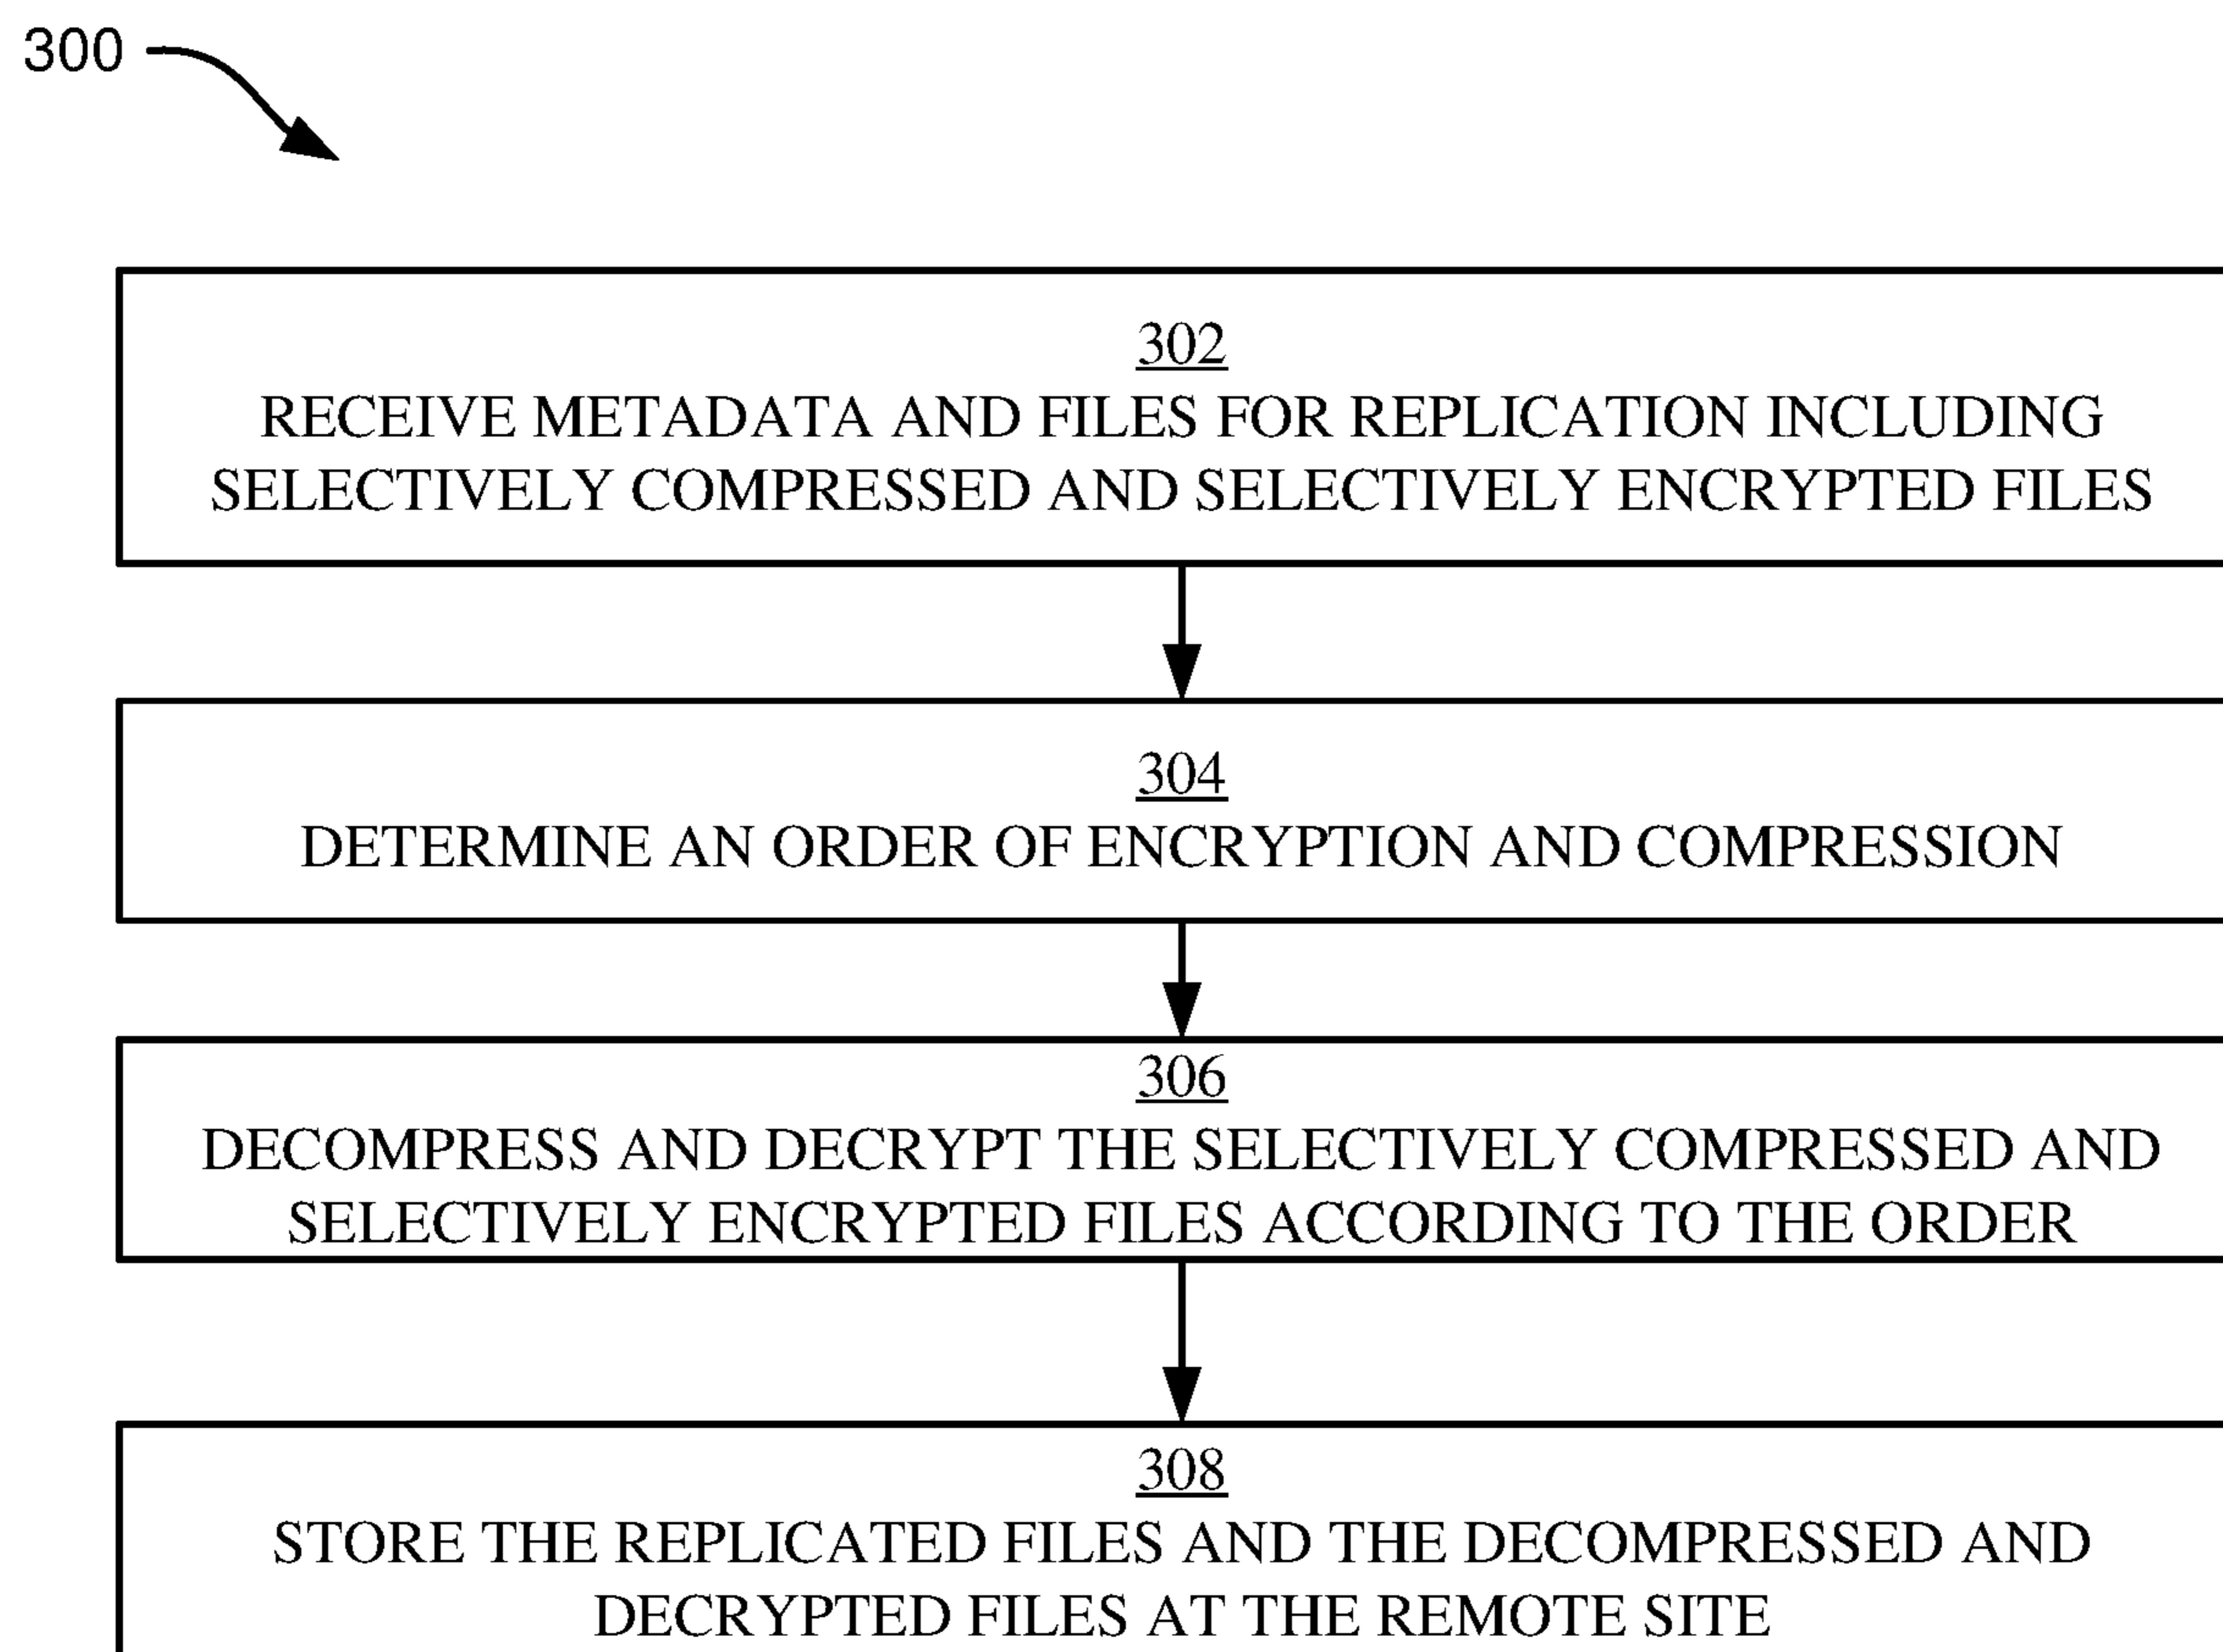 300
302
RECEIVE METADATA AND FILES FOR REPLICATION INCLUDING
SELECTIVELY COMPRESSED AND SELECTIVELY ENCRYPTED FILES
304
DETERMINE AN ORDER OF ENCRYPTION AND COMPRESSION
306
DECOMPRESS AND DECRYPT THE SELECTIVELY COMPRESSED AND
SELECTIVELY ENCRYPTED FILES ACCORDING TO THE ORDER
308
STORE THE REPLICATED FILES AND THE DECOMPRESSED AND
DECRYPTED FILES AT THE REMOTE SITE